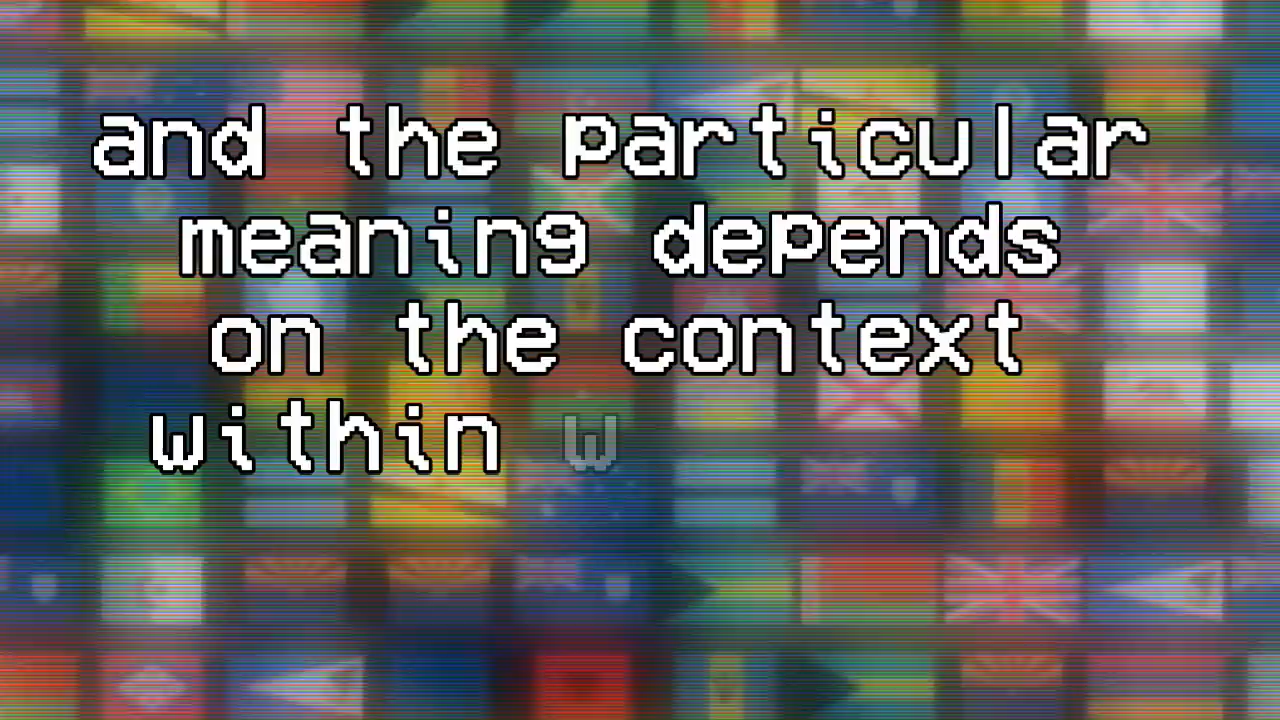 and the particular
meaning depends
on the context
within w